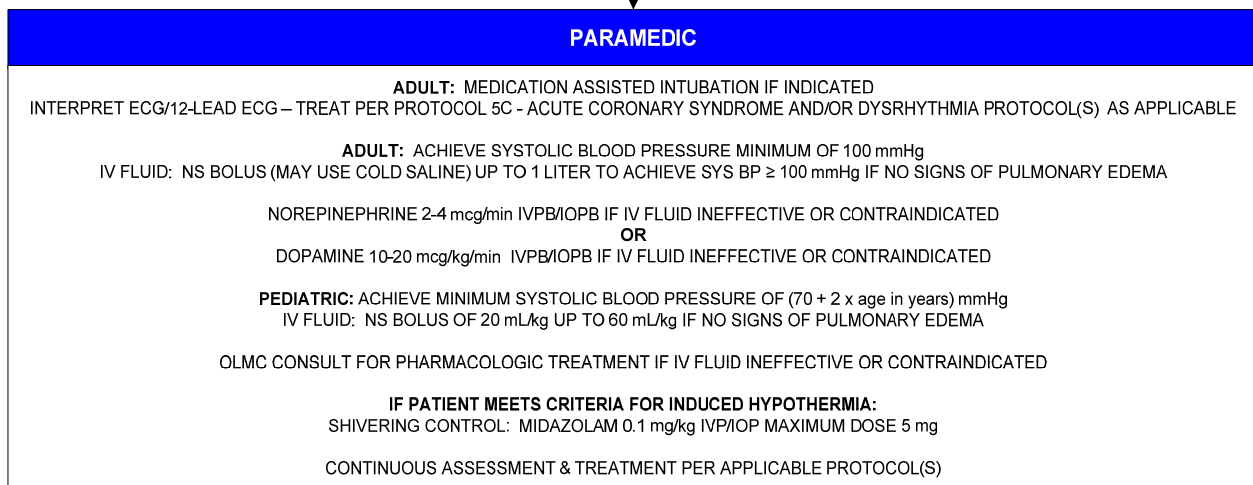 PARAMEDIC
ADULT: MEDICATION ASSISTED INTUBATION IF INDICATED
INTERPRET ECG/12-LEAD ECG – TREAT PER PROTOCOL 5C - ACUTE CORONARY SYNDROME AND/OR DYSRHYTHMIA PROTOCOL(S) AS APPLICABLE
ADULT: ACHIEVE SYSTOLIC BLOOD PRESSURE MINIMUM OF 100 mmHg
IV FLUID: NS BOLUS (MAY USE COLD SALINE) UP TO 1 LITER TO ACHIEVE SYS BP ≥ 100 mmHg IF NO SIGNS OF PULMONARY EDEMA
NOREPINEPHRINE 2-4 mcg/min IVPB/IOPB IF IV FLUID INEFFECTIVE OR CONTRAINDICATED
OR
DOPAMINE 10-20 mcg/kg/min IVPB/IOPB IF IV FLUID INEFFECTIVE OR CONTRAINDICATED
PEDIATRIC: ACHIEVE MINIMUM SYSTOLIC BLOOD PRESSURE OF (70 + 2 x age in years) mmHg
IV FLUID: NS BOLUS OF 20 mL/kg UP TO 60 mL/kg IF NO SIGNS OF PULMONARY EDEMA
OLMC CONSULT FOR PHARMACOLOGIC TREATMENT IF IV FLUID INEFFECTIVE OR CONTRAINDICATED
IF PATIENT MEETS CRITERIA FOR INDUCED HYPOTHERMIA:
SHIVERING CONTROL: MIDAZOLAM 0.1 mg/kg IVP/IOP MAXIMUM DOSE 5 mg
CONTINUOUS ASSESSMENT & TREATMENT PER APPLICABLE PROTOCOL(S)